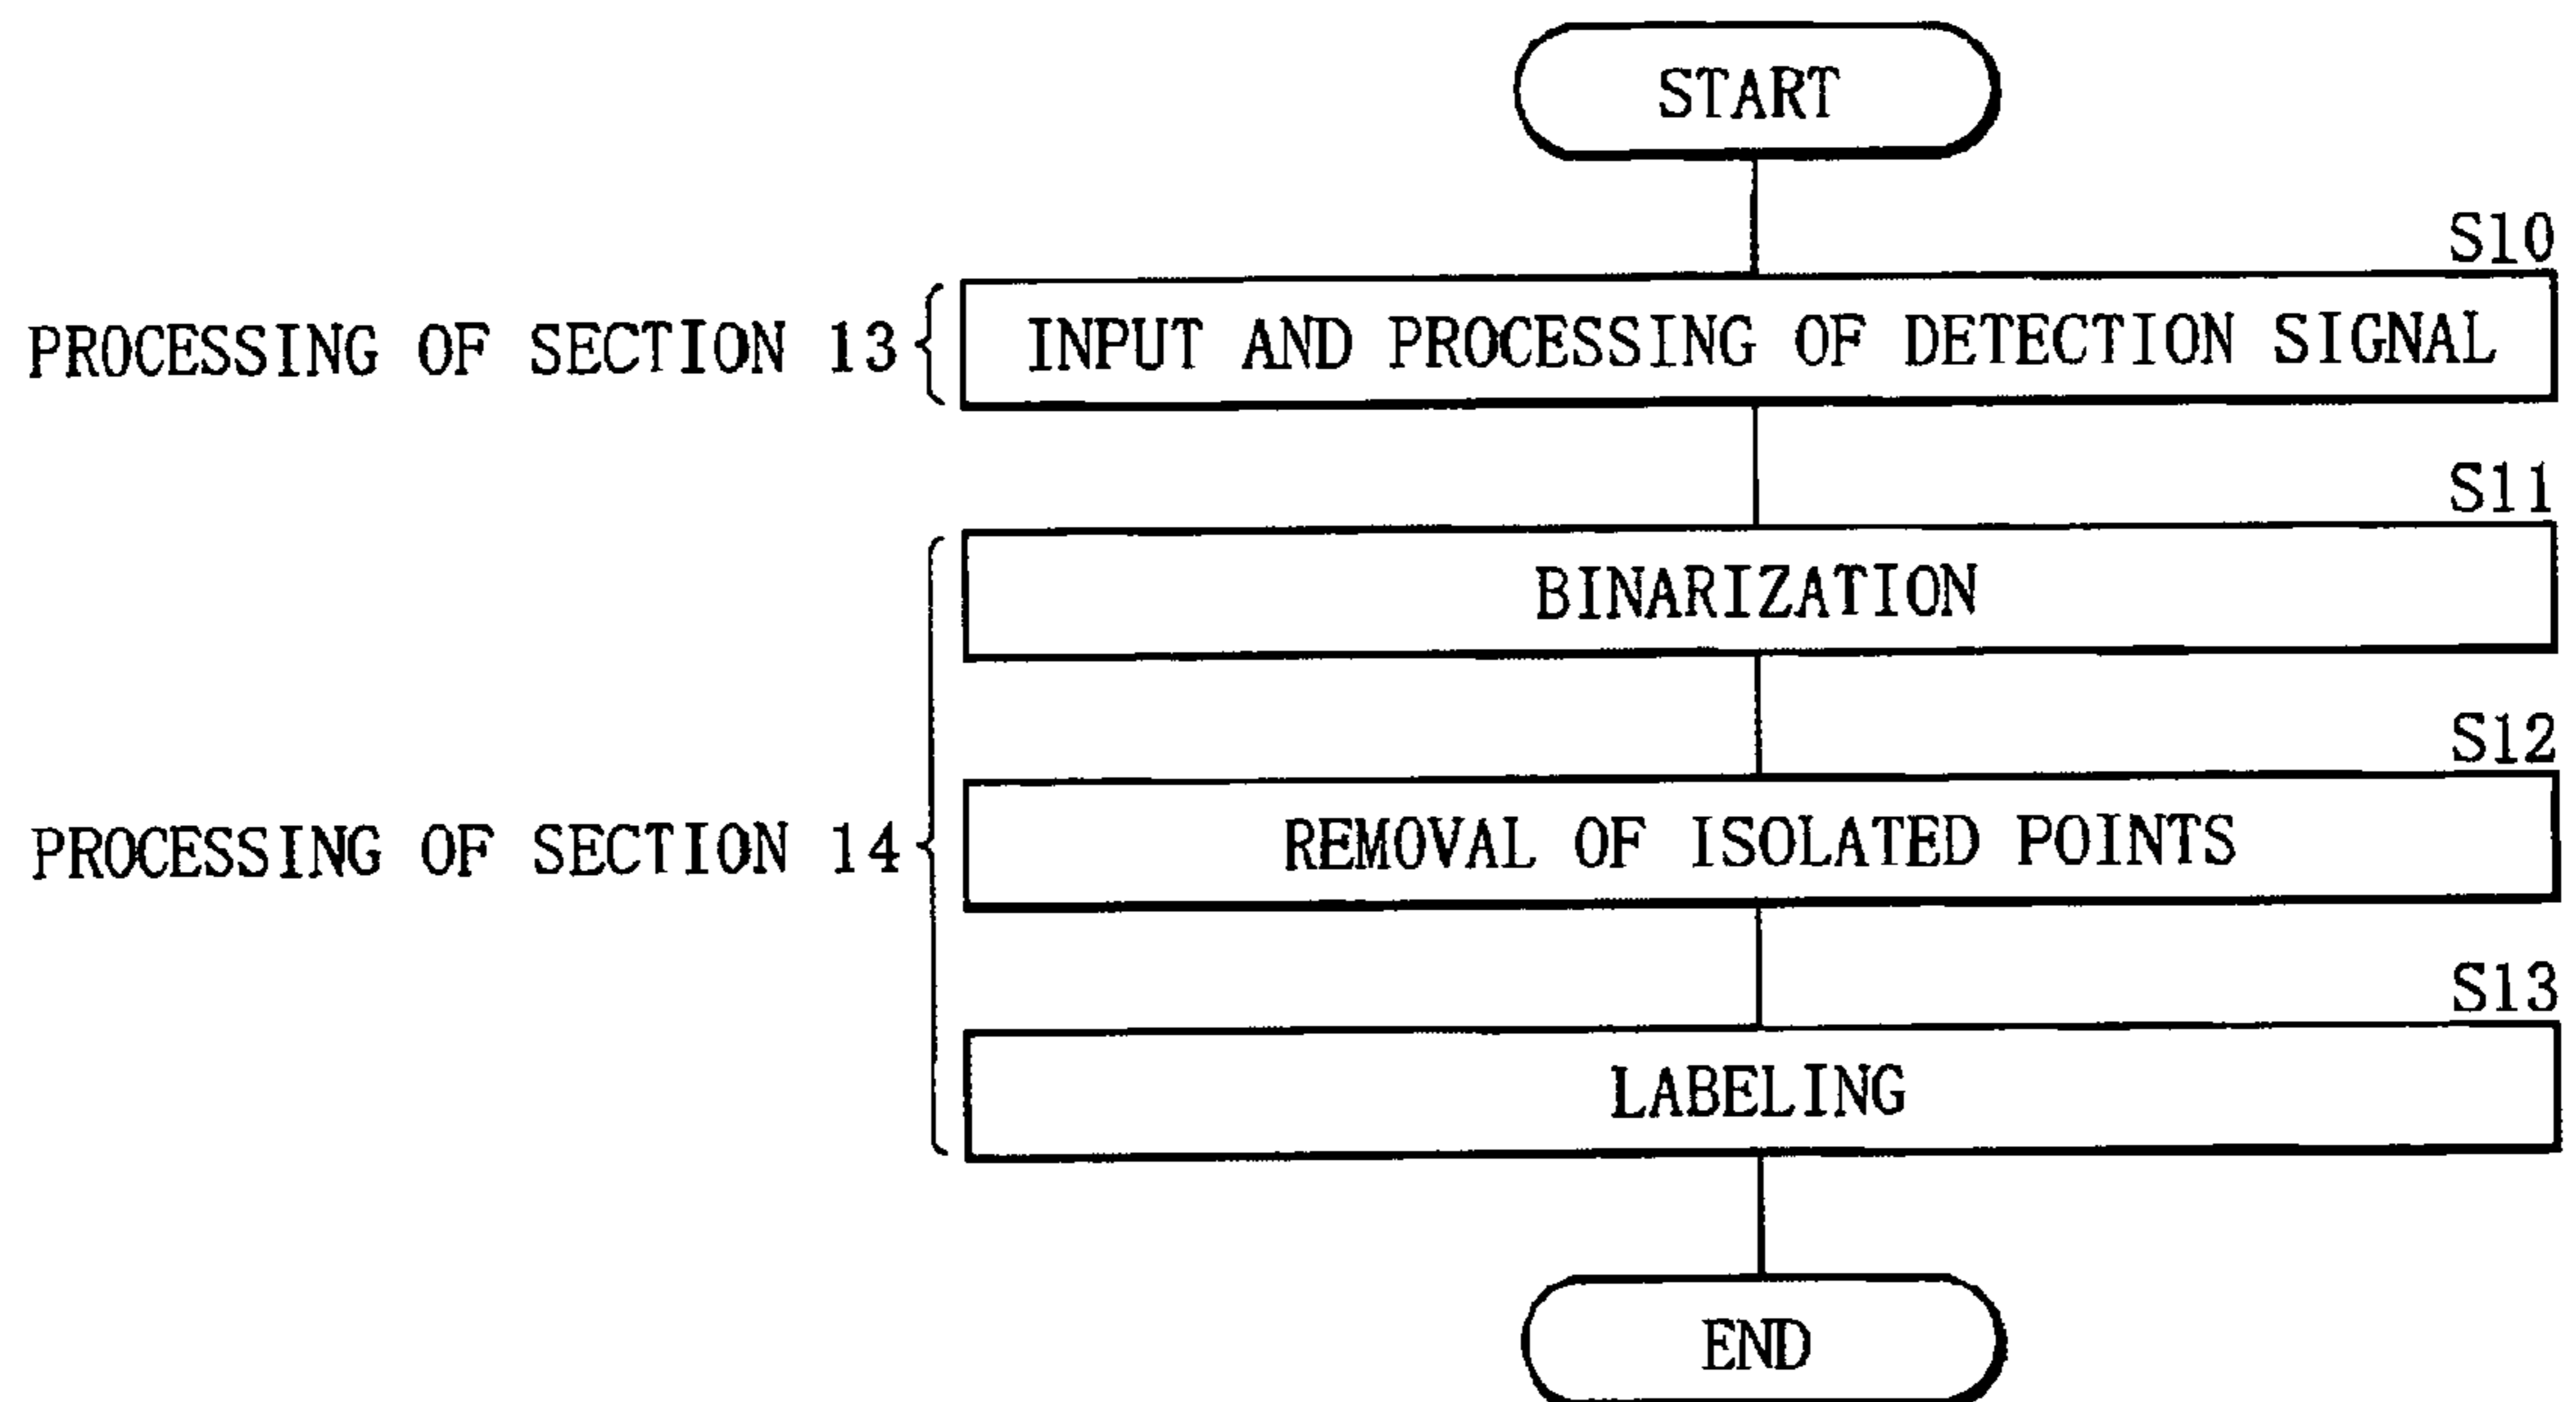 START
S10
PROCESSING OF SECTION 13
INPUT AND PROCESSING OF DETECTION SIGNAL
S11
BINARIZATION
S12
PROCESSING OF SECTION 14
REMOVAL OF ISOLATED POINTS
S13
LABELING
END